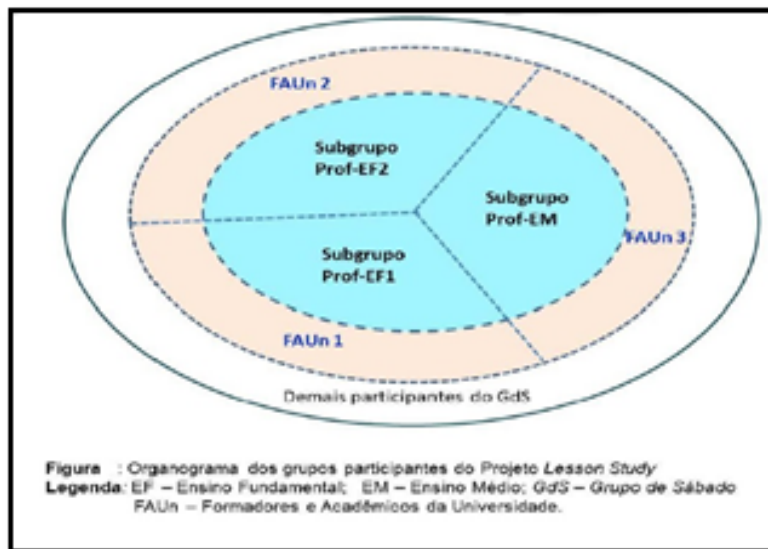 FAUn 2
Subgrupo
Prof-EF2
Subgrupo
Prof-EM
FAUn 3
Subgrupo
Prof-EF1
FAUn 1
Demais participantes do GdS
Figura : Organograma dos grupos participantes do Projeto Lesson Study
Legenda: EF – Ensino Fundamental; EM – Ensino Médio; GdS – Grupo de Sábado
FAUn – Formadores e Acadêmicos da Universidade.